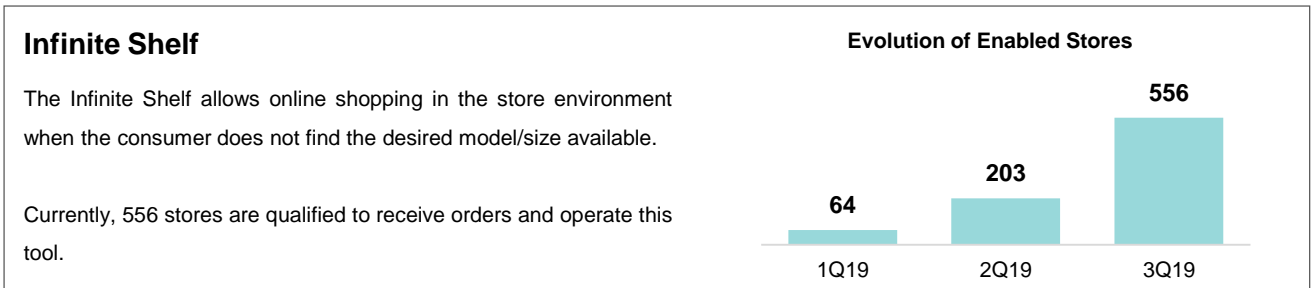 Infinite Shelf
The Infinite Shelf allows online shopping in the store environment
when the consumer does not find the desired model/size available.
Currently, 556 stores are qualified to receive orders and operate this
tool.
Evolution of Enabled Stores
556
203
64
1Q19 2Q19 3Q19